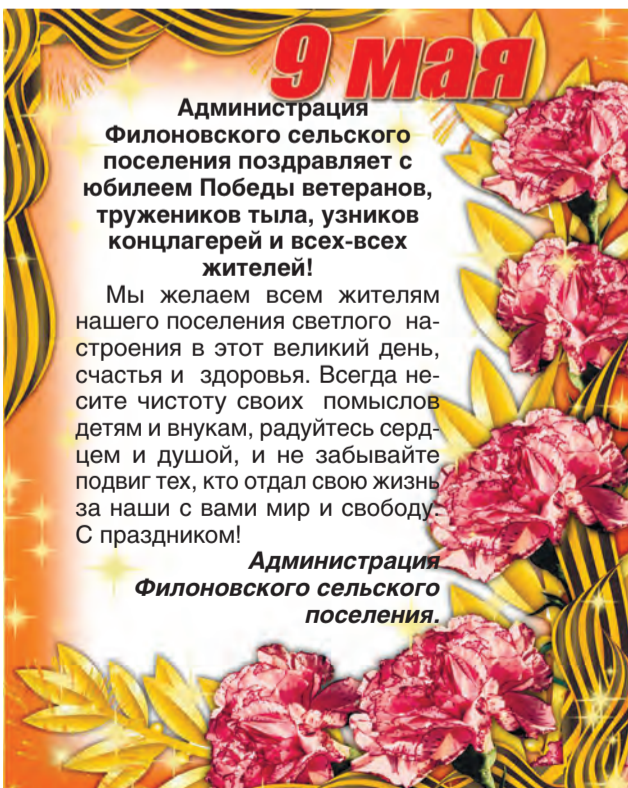 9 мая
Администрация
Филоновского сельского
поселения поздравляет с
юбилеем Победы ветеранов,
тружеников тыла, узников
концлагерей и всех-всех
жителей!
Мы желаем всем жителям
нашего поселения светлого на-
строения в этот великий день,
счастья и здоровья. Всегда не-
сите чистоту своих помыслов
детям и внукам, радуйтесь серд-
цем и душой, и не забывайте
подвиг тех, кто отдал свою жизнь
за наши с вами мир и свободу.
С праздником!
Администрация
Филоновского сельского
поселения.